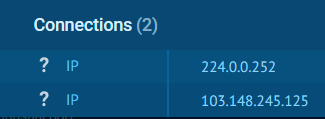 Connections (2)
? IP 224.0.0.252
? IP 103.148.245.125